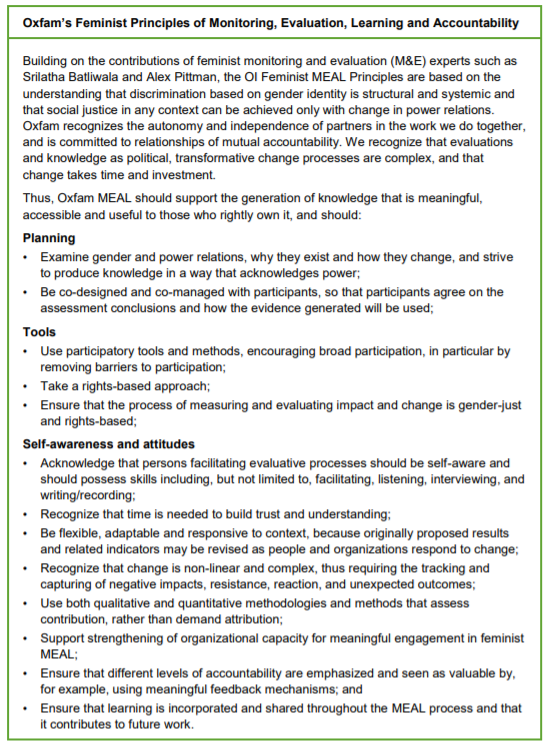 Oxfam's Feminist Principles of Monitoring, Evaluation, Learning and Accountability
Building on the contributions of feminist monitoring and evaluation (M&E) experts such as
Srilatha Batliwala and Alex Pittman, the OI Feminist MEAL Principles are based on the
understanding that discrimination based on gender identity is structural and systemic and
that social justice in any context can be achieved only with change in power relations.
Oxfam recognizes the autonomy and independence of partners in the work we do together,
and is committed to relationships of mutual accountability. We recognize that evaluations
and knowledge as political, transformative change processes are complex, and that
change takes time and investment.
Thus, Oxfam MEAL should support the generation of knowledge that is meaningful,
accessible and useful to those who rightly own it, and should:
Planning
• Examine gender and power relations, why they exist and how they change, and strive
to produce knowledge in a way that acknowledges power;
• Be co-designed and co-managed with participants, so that participants agree on the
assessment conclusions and how the evidence generated will be used;
Tools
• Use participatory tools and methods, encouraging broad participation, in particular by
removing barriers to participation;
• Take a rights-based approach;
• Ensure that the process of measuring and evaluating impact and change is gender-just
and rights-based;
Self-awareness and attitudes
• Acknowledge that persons facilitating evaluative processes should be self-aware and
should possess skills including, but not limited to, facilitating, listening, interviewing, and
writing/recording;
• Recognize that time is needed to build trust and understanding;
• Be flexible, adaptable and responsive to context, because originally proposed results
and related indicators may be revised as people and organizations respond to change;
• Recognize that change is non-linear and complex, thus requiring the tracking and
capturing of negative impacts, resistance, reaction, and unexpected outcomes;
• Use both qualitative and quantitative methodologies and methods that assess
contribution, rather than demand attribution;
• Support strengthening of organizational capacity for meaningful engagement in feminist
MEAL;
• Ensure that different levels of accountability are emphasized and seen as valuable by,
for example, using meaningful feedback mechanisms; and
• Ensure that learning is incorporated and shared throughout the MEAL process and that
it contributes to future work.